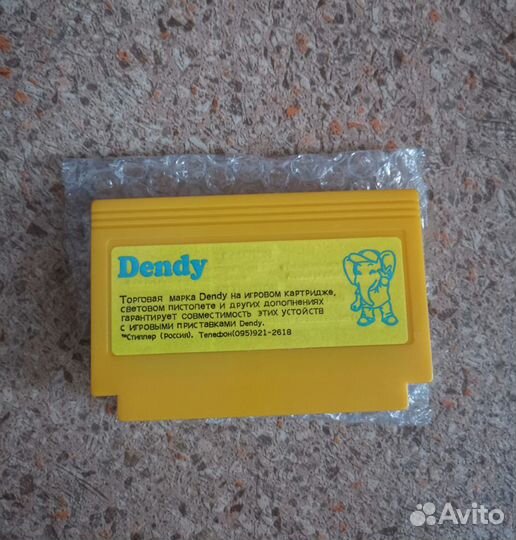 Dendy
Торговая марка Dendy на игровом картридже,
световом пистолете и других дополнениях
гарантирует совместимость этих устойств
с игровыми приставками Dendy.
™Стиплер (Россия). Телефон(095)921-2618
Avito